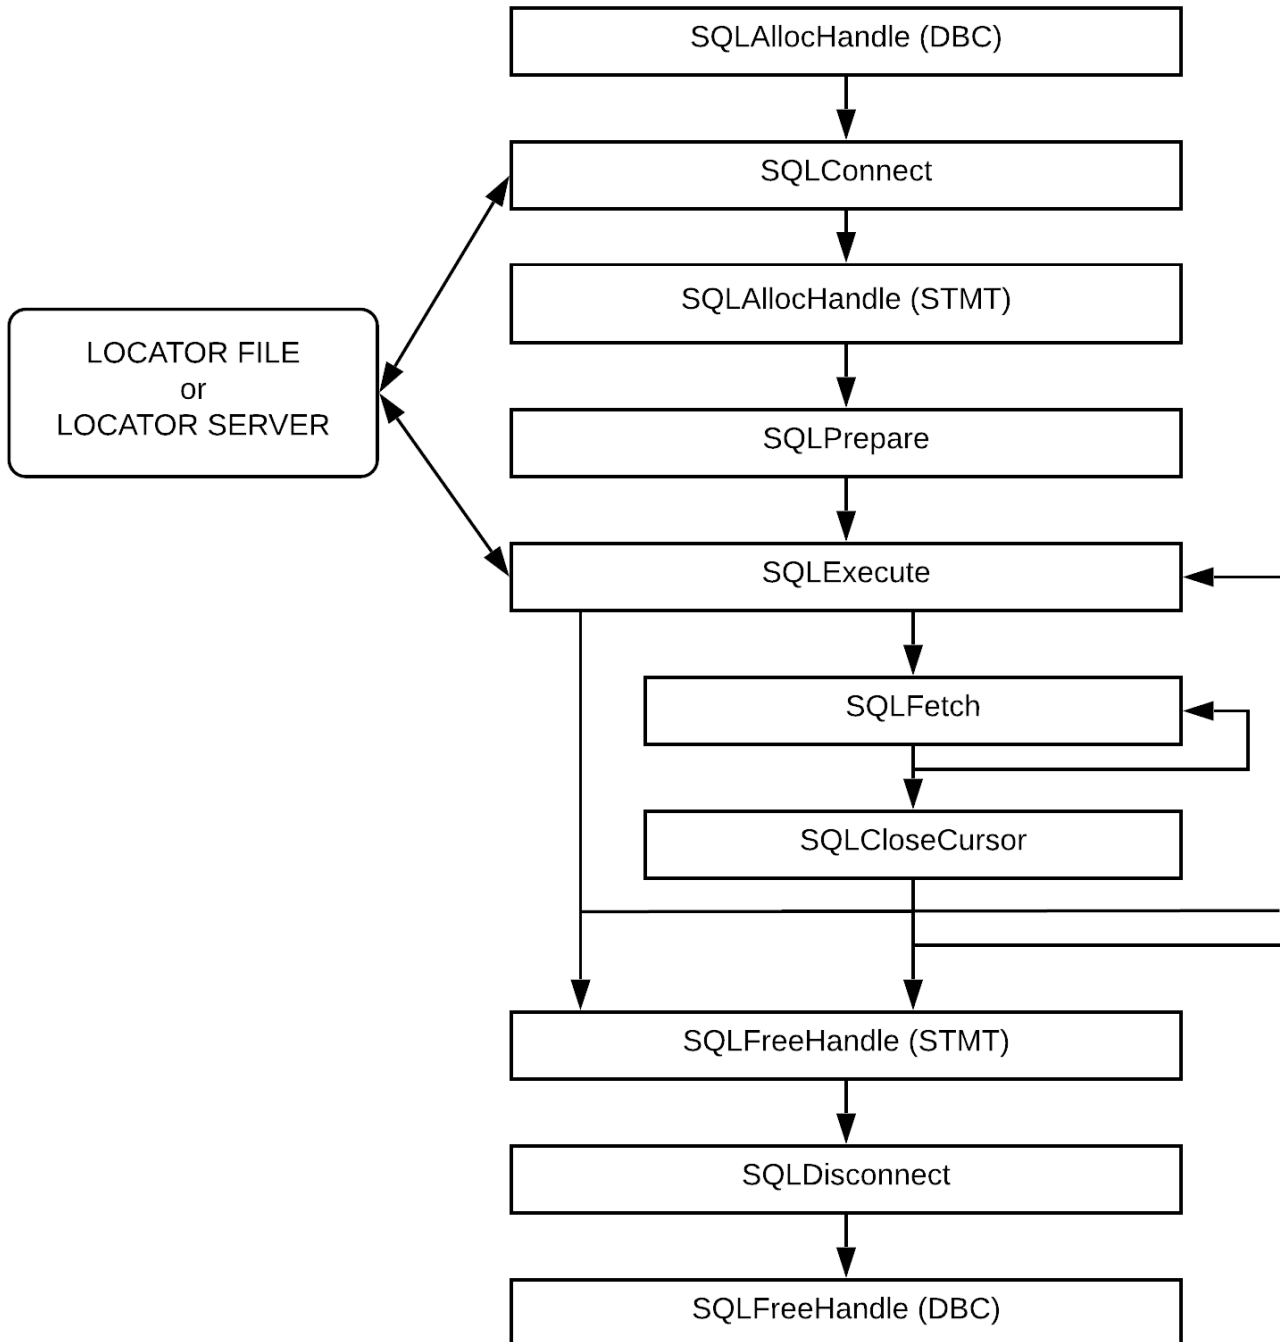 SQLAllocHandle (DBC)
SQLConnect
SQLAllocHandle (STMT)
LOCATOR FILE
or
LOCATOR SERVER
SQLPrepare
SQLExecute
SQLFetch
SQLCloseCursor
SQLFreeHandle (STMT)
SQLDisconnect
SQLFreeHandle (DBC)